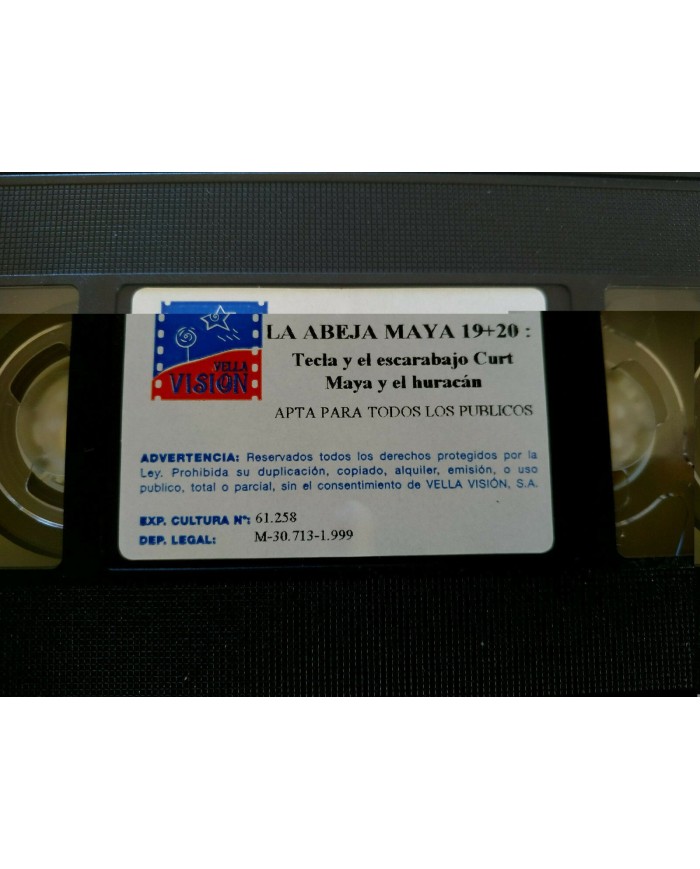 VELLA
VISION
LA ABEJA MAYA 19+20 :
Tecla y el escarabajo Curt
Maya y el huracán
APTA PARA TODOS LOS PUBLICOS
ADVERTENCIA: Reservados todos los derechos protegidos por la
Ley. Prohibida su duplicación, copiado, alquiler, emisión, o uso
publico, total o parcial, sin el consentimiento de VELLA VISIÓN, S.A.
EXP. CULTURA Nº: 61.258
DEP. LEGAL: M-30.713-1.999